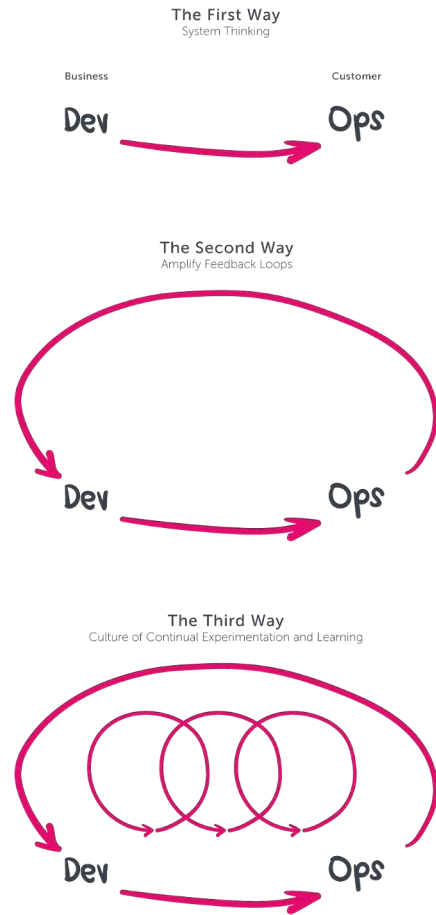 The First Way
System Thinking
Business Customer
Dev Ops
The Second Way
Amplify Feedback Loops
Dev Ops
The Third Way
Culture of Continual Experimentation and Learning
Dev Ops